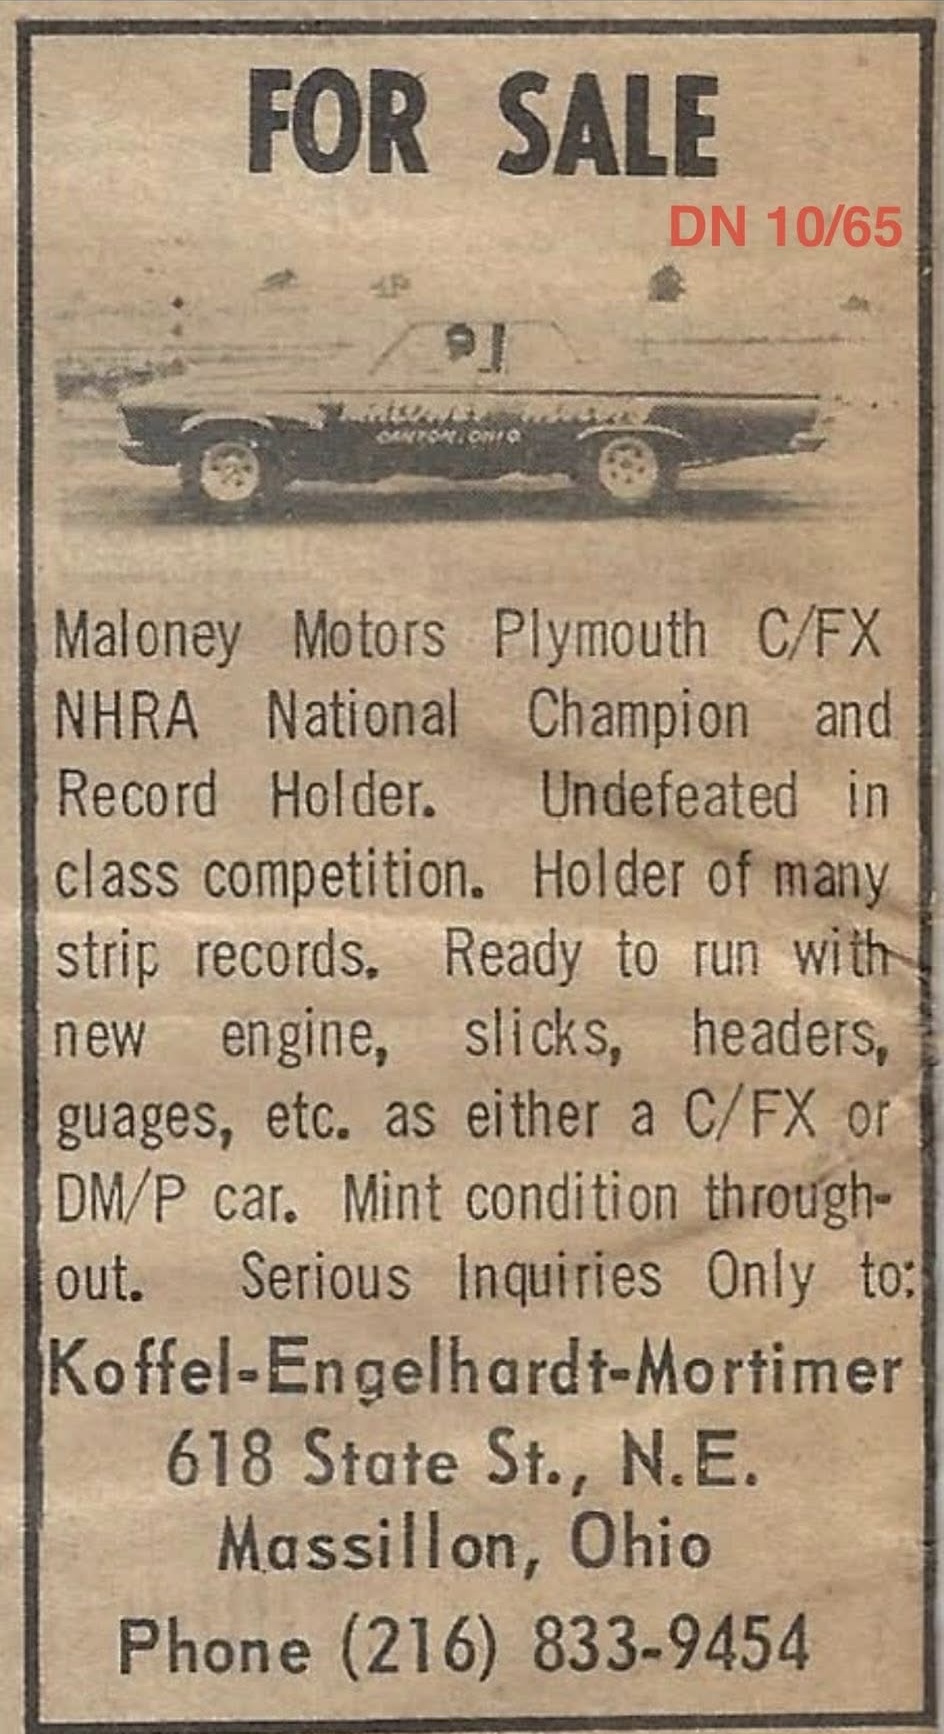 FOR SALE
DN 10/65
CANTON, OHIO
Maloney Motors Plymouth C/FX
NHRA National Champion and
Record Holder. Undefeated in
class competition. Holder of many
strip records. Ready to run with
new engine, slicks, headers,
guages, etc. as either a C/FX or
DM/P car. Mint condition through-
out. Serious Inquiries Only to:
Koffel-Engelhardt-Mortimer
618 State St., N.E.
Massillon, Ohio
Phone (216) 833-9454